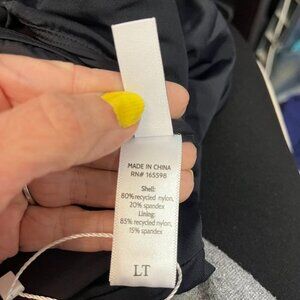 MADE IN CHINA
RN# 165598
Shell:
80% recycled nylon,
20% spandex
Lining:
85% recycled nylon,
15% spandex
LT